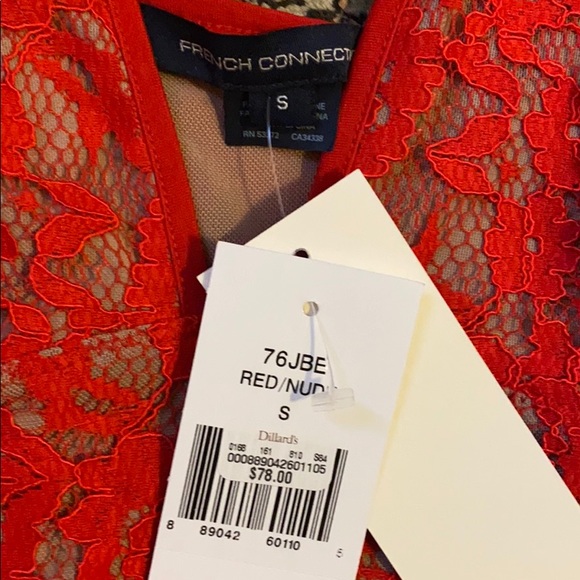 FRENCH CONNECT
S
RN 53372 CA34338
76JBE
RED/NUD
S
Dillard's
0168 161 810 S84
000889042601105
$78.00
8 89042 60110 5